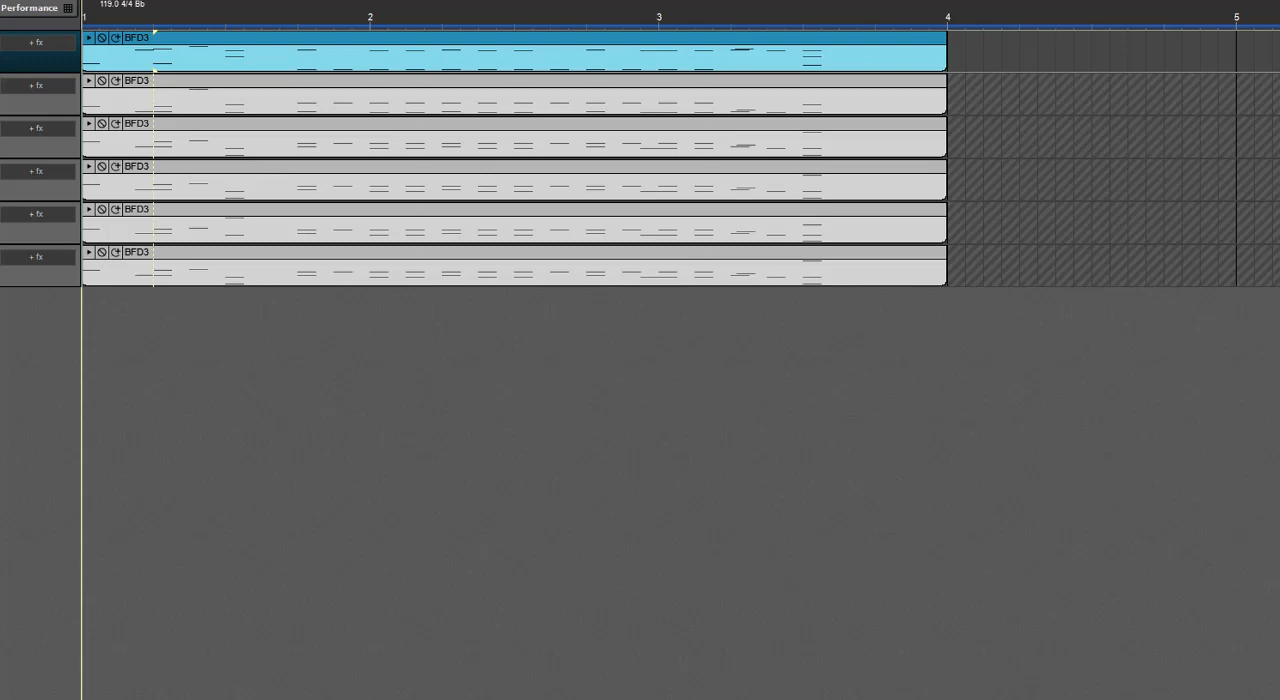 Performance
119.0 4/4 Bb
1 2 3 4 5
+ fx BFD3
+ fx BFD3
+ fx BFD3
+ fx BFD3
+ fx BFD3
+ fx BFD3